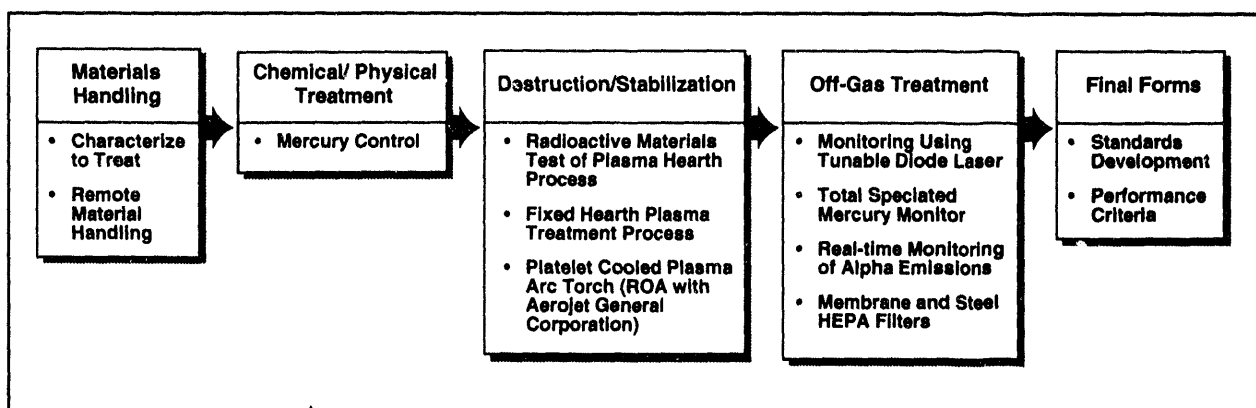 Materials
Handling
• Characterize
to Treat
• Remote
Material
Handling
Chemical/ Physical
Treatment
• Mercury Control
Destruction/Stabilization
• Radioactive Materials
Test of Plasma Hearth
Process
• Fixed Hearth Plasma
Treatment Process
• Platelet Cooled Plasma
Arc Torch (ROA with
Aerojet General
Corporation)
Off-Gas Treatment
• Monitoring Using
Tunable Diode Laser
• Total Speciated
Mercury Monitor
• Real-time Monitoring
of Alpha Emissions
• Membrane and Steel
HEPA Filters
Final Forms
• Standards
Development
• Performance
Criteria